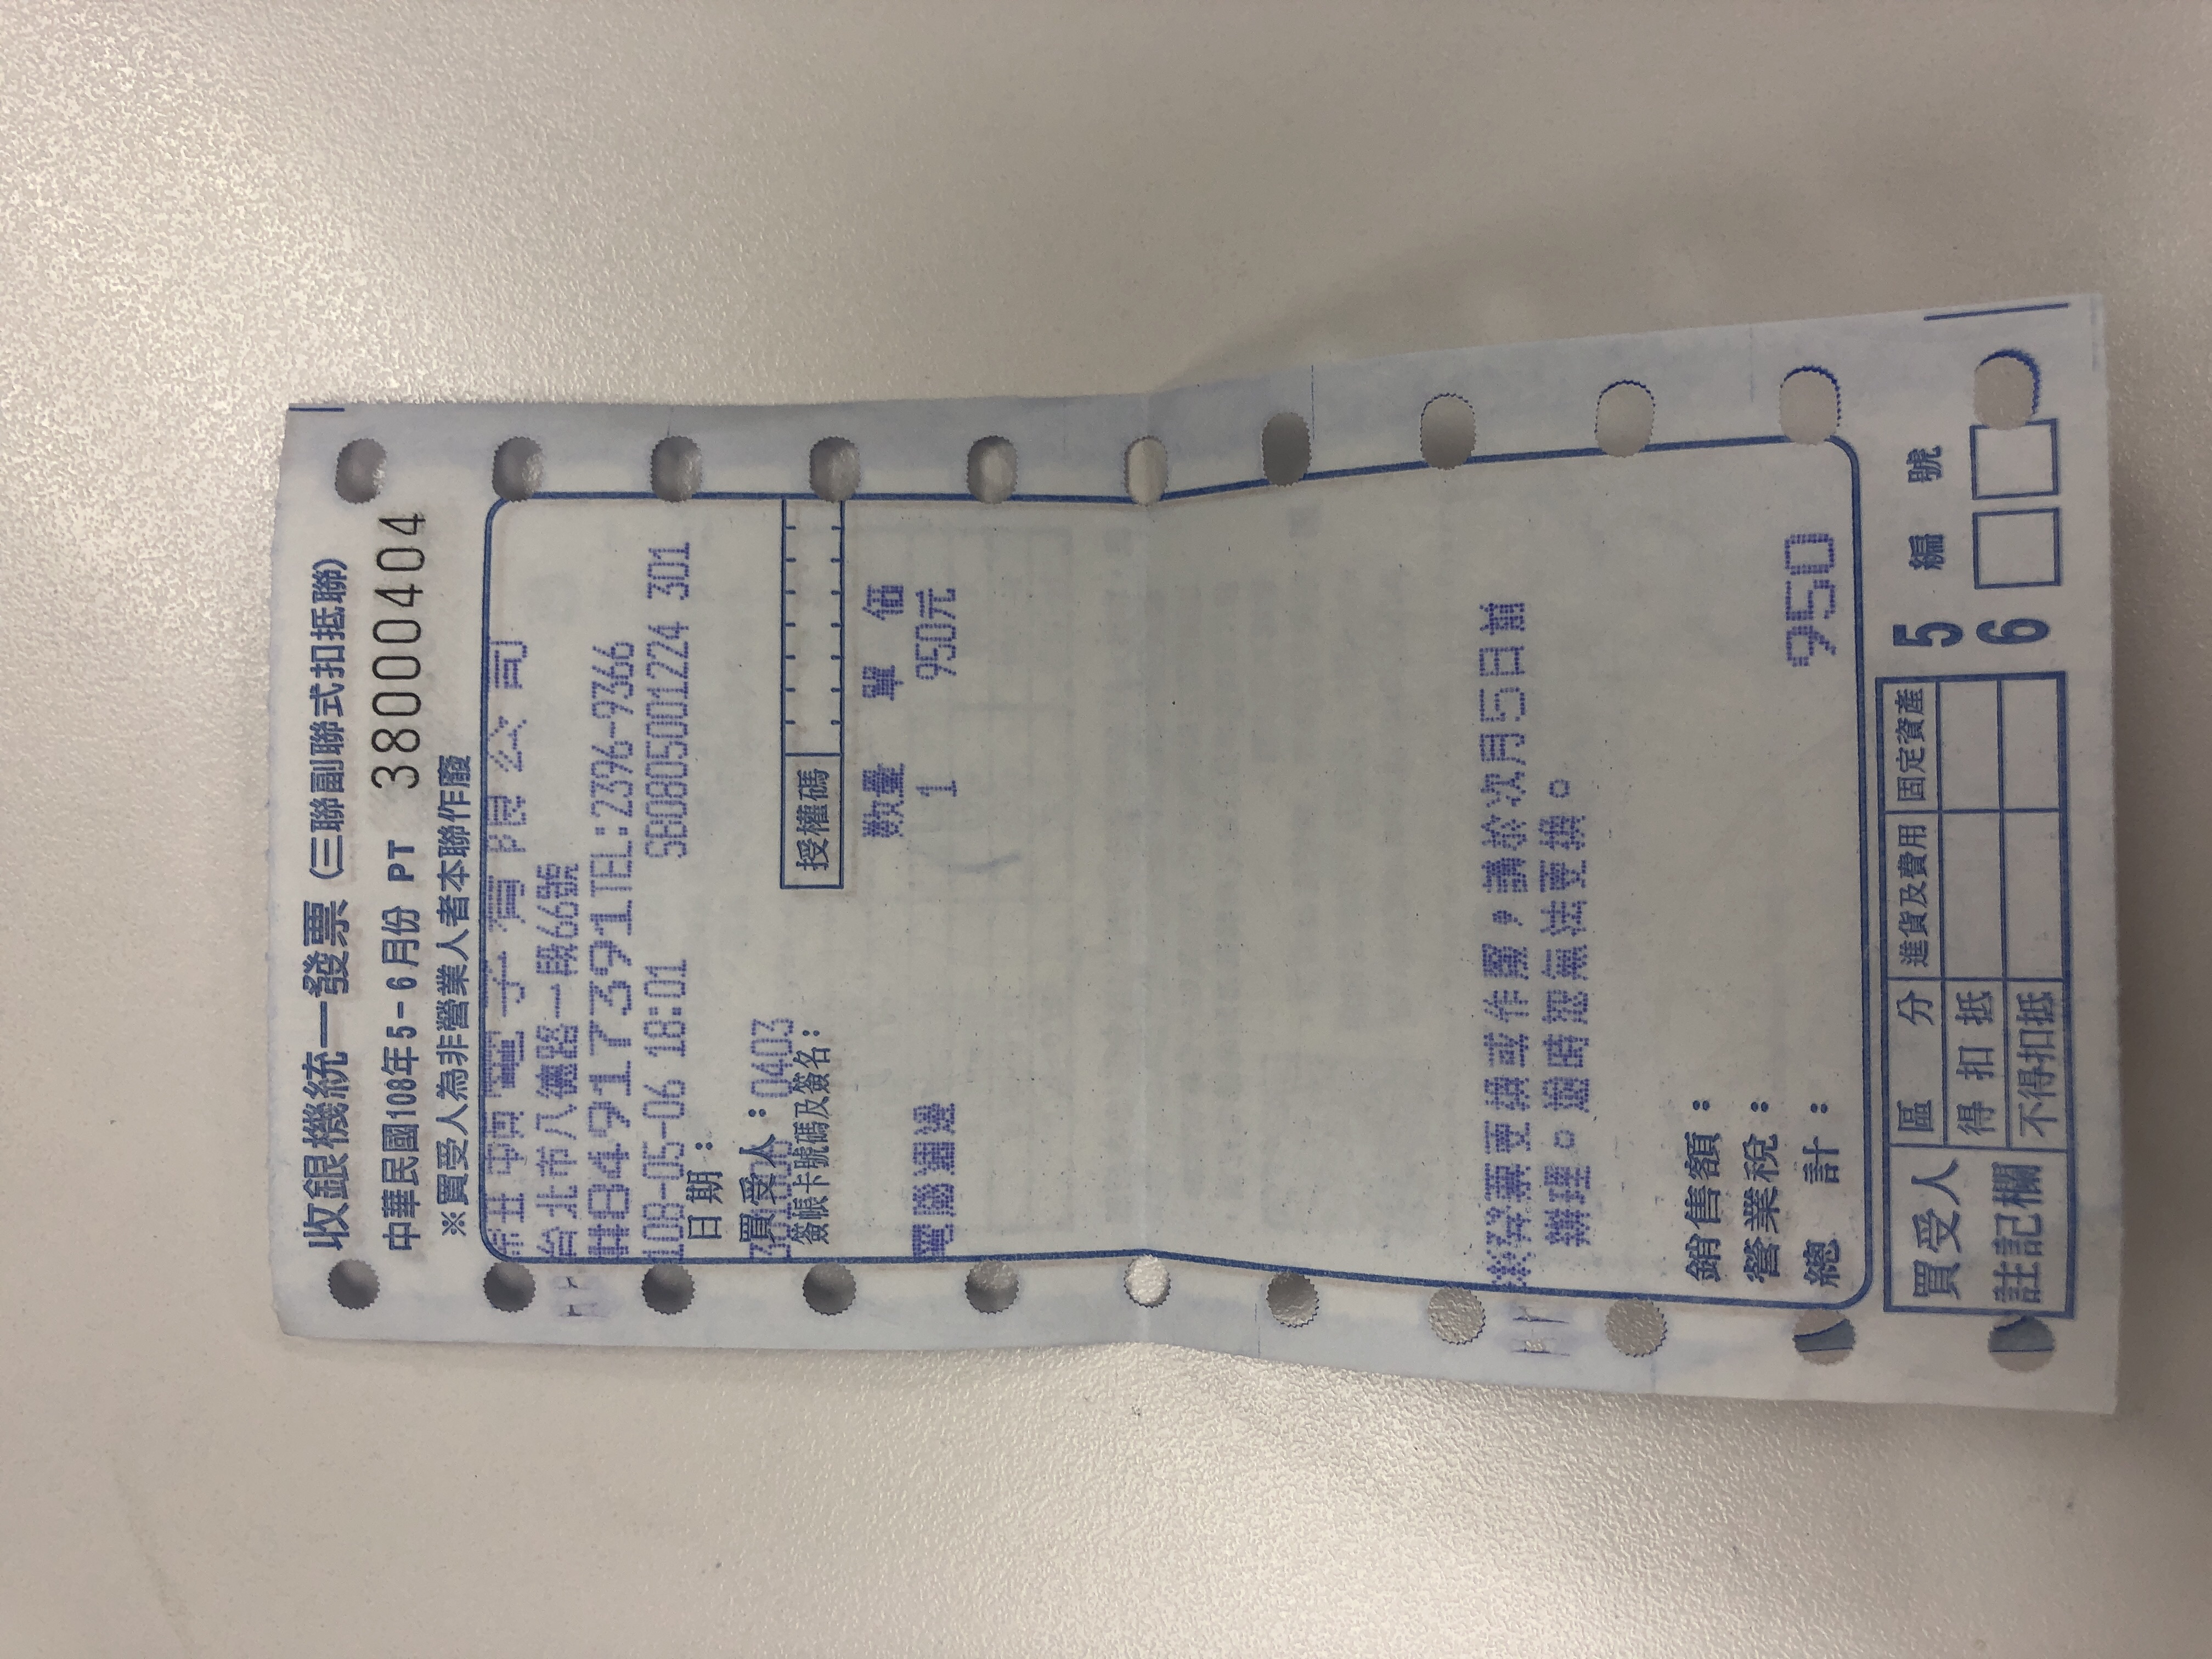 收銀機統一發票(三聯副聯式扣抵聯)
中華民國108年5-6月份 PT 38000404
※買受人為非營業人者本聯作廢
紐頓電子有限公司
台北市八德路一段66號
#84917391TEL:2396-9366
108-05-06 18:01 SB0805001224 301
日期:
買受人:
301006 0403
簽帳卡號碼及簽名:
授權碼
數量 單價
電腦週邊 1 950元
※發票更換或作廢,請於次月5日前
辦理。過時恕無法更換。
銷售額:
營業稅:
總 計: 950
買受人註記欄
區分 進貨及費用 固定資產
得扣抵
不得扣抵
5
6
編 號